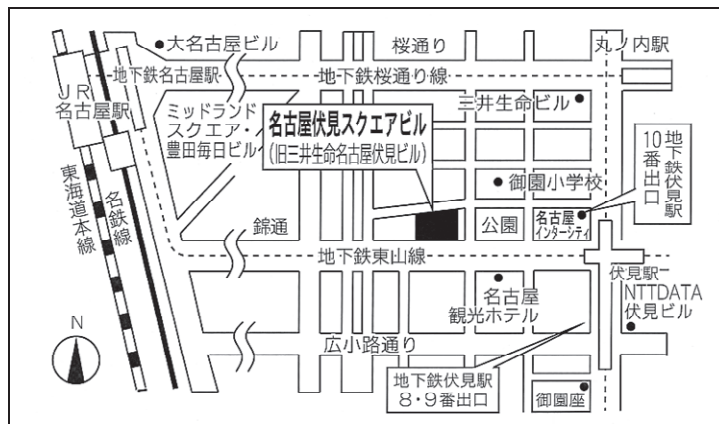 大名古屋ビル
桜通り
丸ノ内駅
地下鉄名古屋駅
地下鉄桜通り線
JR
名古屋駅
ミッドランド
スクエア・
豊田毎日ビル
名古屋伏見スクエアビル
(旧三井生命名古屋伏見ビル)
三井生命ビル
地下鉄伏見駅
10番出口
御園小学校
東海道本線
名鉄線
錦通
公園
名古屋
インターシティ
地下鉄東山線
伏見駅
名古屋
観光ホテル
NTTDATA
伏見ビル
N
広小路通り
地下鉄伏見駅
8・9番出口
御園座